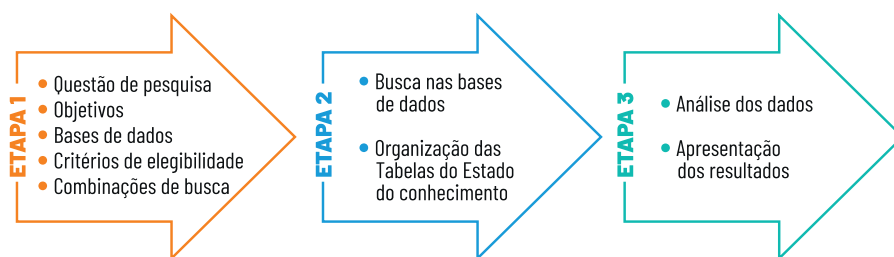 ETAPA 1
Questão de pesquisa
Objetivos
Bases de dados
Critérios de elegibilidade
Combinações de busca
ETAPA 2
Busca nas bases
de dados
Organização das
Tabelas do Estado
do conhecimento
ETAPA 3
Análise dos dados
Apresentação
dos resultados